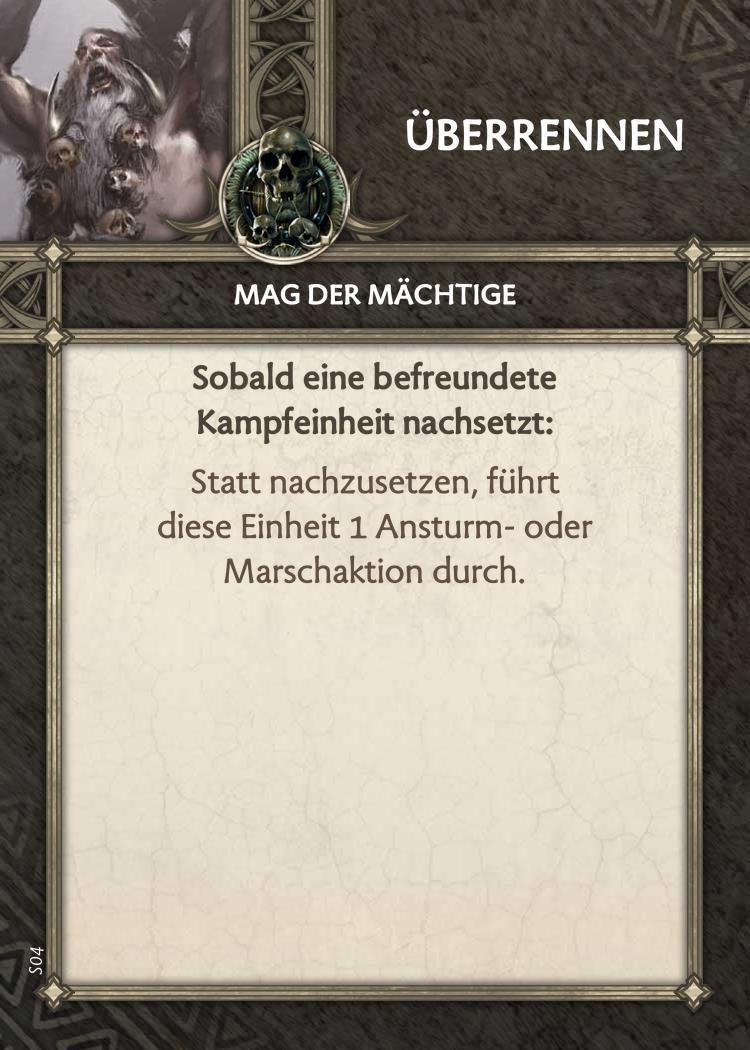 ÜBERRENNEN
MAG DER MÄCHTIGE
Sobald eine befreundete
Kampfeinheit nachsetzt:
Statt nachzusetzen, führt
diese Einheit 1 Ansturm- oder
Marschaktion durch.
S04